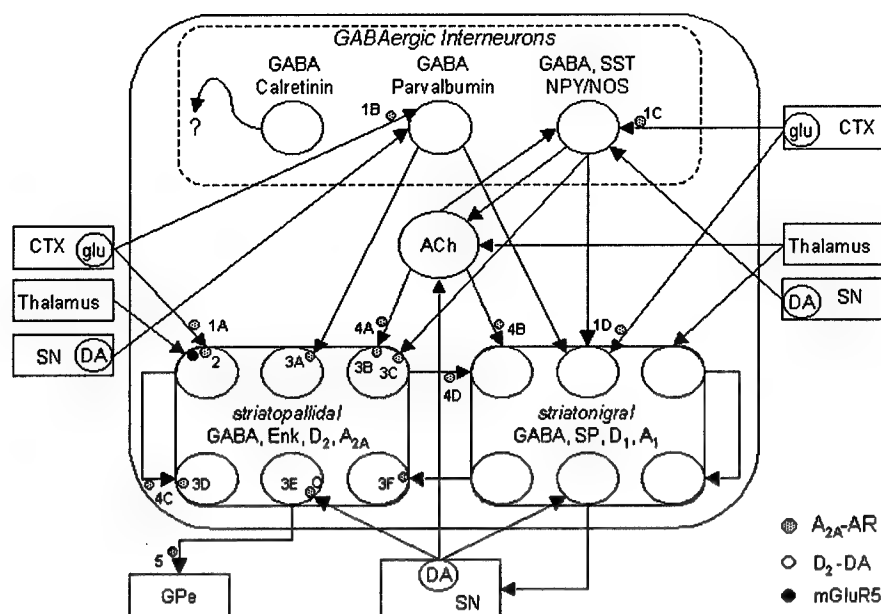 GABAergic Interneurons
GABA
Calretinin
GABA
Parvalbumin
GABA, SST
NPY/NOS
?
1B
1C
glu CTX
CTX glu
ACh
Thalamus
Thalamus
DA SN
SN DA
1A
2
3A
4A
3B
3C
4B
1D
4D
striatopallidal
GABA, Enk, D2, A2A
striatonigral
GABA, SP, D1, A1
4C
3D
3E
3F
5
GPe
DA
SN
A2A-AR
D2-DA
mGluR5